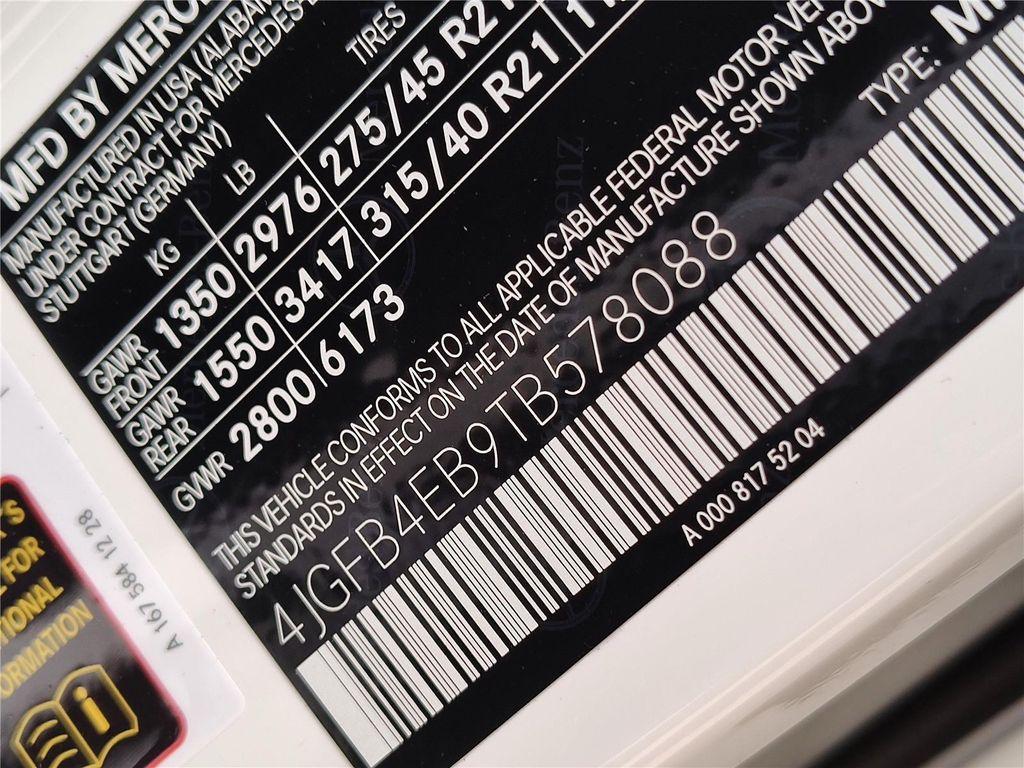 MFD BY MERC
MANUFACTURED IN USA (ALABA
UNDER CONTRACT FOR MERCEDES-
STUTTGART (GERMANY)
KG LB TIRES
GAWR FRONT 1350 2976 275/45 R21
GAWR REAR 1550 3417 315/40 R21
GVWR 2800 6173
THIS VEHICLE CONFORMS TO ALL APPLICABLE FEDERAL MOTOR VE
STANDARDS IN EFFECT ON THE DATE OF MANUFACTURE SHOWN ABOV
4JGFB4EB9TB578088
TYPE:
A 000 817 52 04
'S
FOR
TIONAL
ORMATION
i
A 167 584 12 28